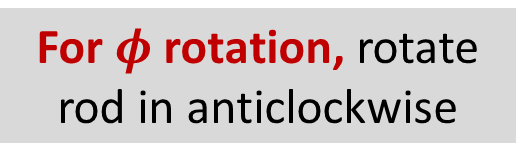 For ϕ rotation, rotate
rod in anticlockwise